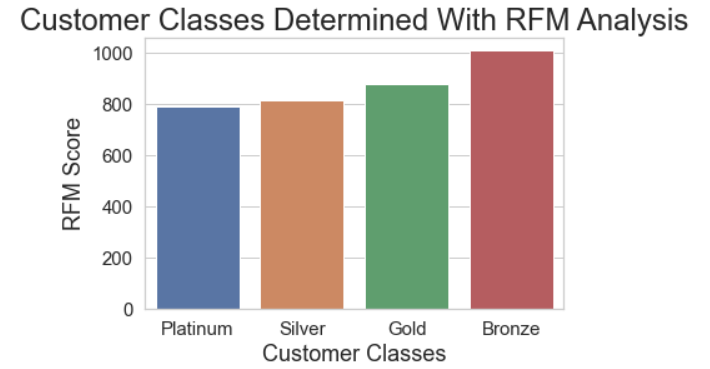 Customer Classes Determined With RFM Analysis
1000
800
600
400
200
0
RFM Score
Platinum Silver Gold Bronze
Customer Classes